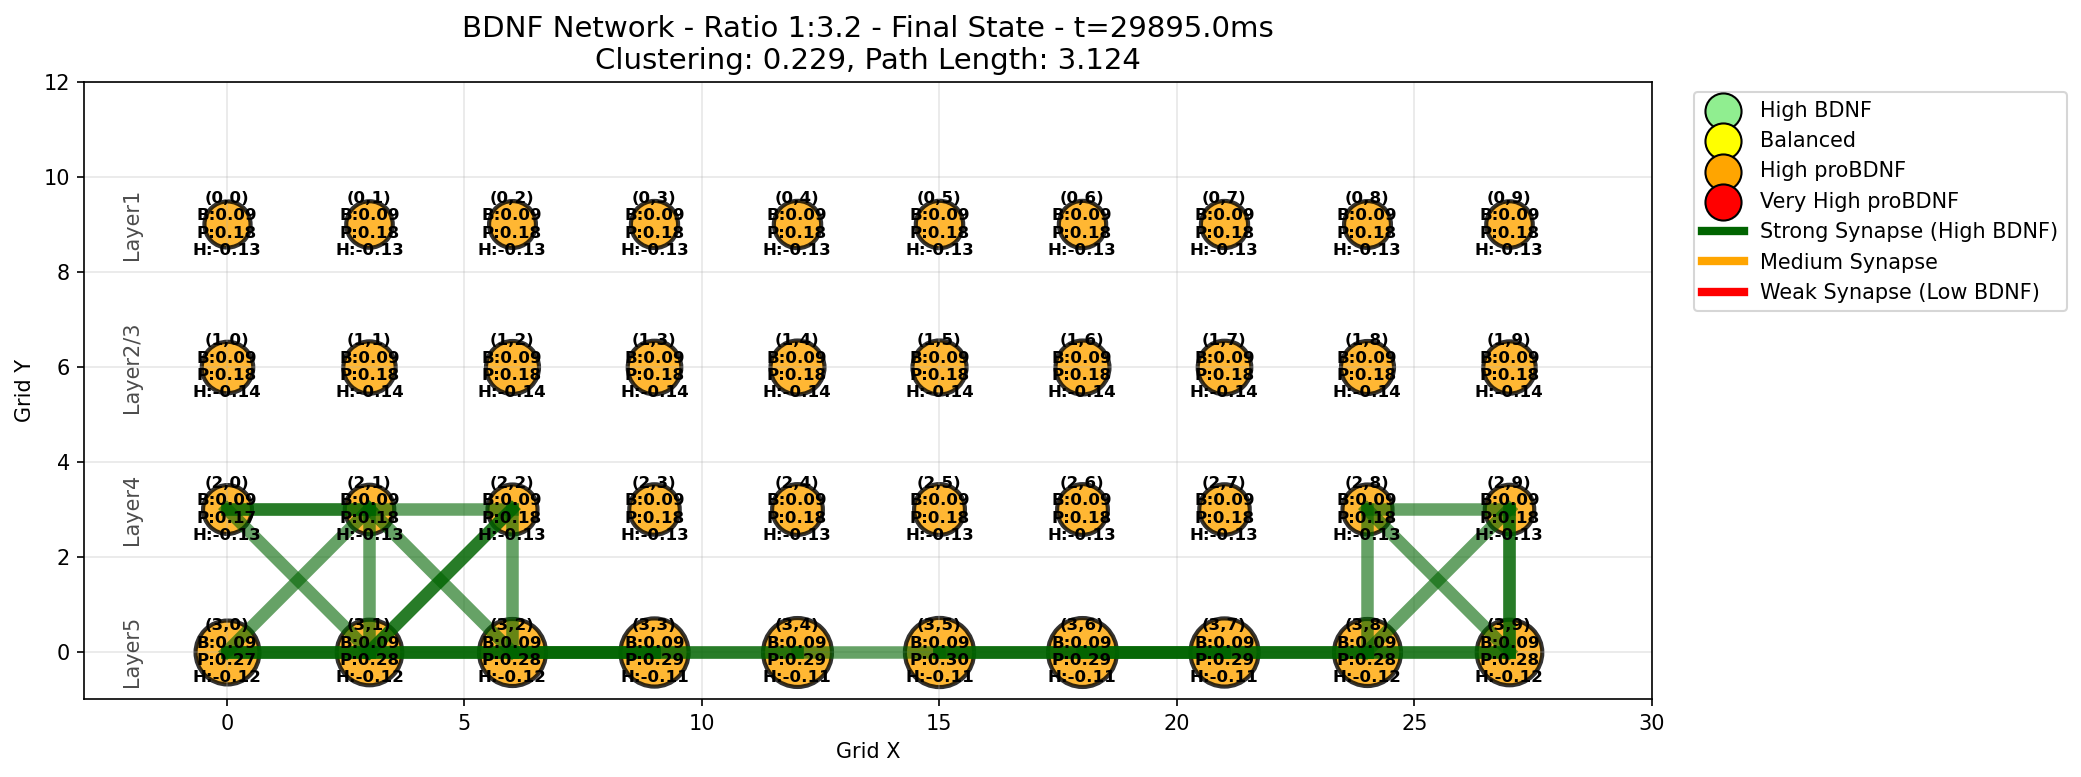 BDNF Network - Ratio 1:3.2 - Final State - t=29895.0ms
Clustering: 0.229, Path Length: 3.124
12
10
8
6
4
2
0
Grid Y
Layer1
Layer2/3
Layer4
Layer5
(0,0) (0,1) (0,2) (0,3) (0,4) (0,5) (0,6) (0,7) (0,8) (0,9)
B:0.09 B:0.09 B:0.09 B:0.09 B:0.09 B:0.09 B:0.09 B:0.09 B:0.09 B:0.09
P:0.18 P:0.18 P:0.18 P:0.18 P:0.18 P:0.18 P:0.18 P:0.18 P:0.18 P:0.18
H:-0.13 H:-0.13 H:-0.13 H:-0.13 H:-0.13 H:-0.13 H:-0.13 H:-0.13 H:-0.13 H:-0.13
(1,0) (1,1) (1,2) (1,3) (1,4) (1,5) (1,6) (1,7) (1,8) (1,9)
B:0.09 B:0.09 B:0.09 B:0.09 B:0.09 B:0.09 B:0.09 B:0.09 B:0.09 B:0.09
P:0.18 P:0.18 P:0.18 P:0.18 P:0.18 P:0.18 P:0.18 P:0.18 P:0.18 P:0.18
H:-0.14 H:-0.14 H:-0.14 H:-0.14 H:-0.14 H:-0.14 H:-0.14 H:-0.14 H:-0.14 H:-0.14
(2,0) (2,1) (2,2) (2,3) (2,4) (2,5) (2,6) (2,7) (2,8) (2,9)
B:0.09 B:0.09 B:0.09 B:0.09 B:0.09 B:0.09 B:0.09 B:0.09 B:0.09 B:0.09
P:0.17 P:0.18 P:0.18 P:0.18 P:0.18 P:0.18 P:0.18 P:0.18 P:0.18 P:0.18
H:-0.13 H:-0.13 H:-0.13 H:-0.13 H:-0.13 H:-0.13 H:-0.13 H:-0.13 H:-0.13 H:-0.13
(3,0) (3,1) (3,2) (3,3) (3,4) (3,5) (3,6) (3,7) (3,8) (3,9)
B:0.09 B:0.09 B:0.09 B:0.09 B:0.09 B:0.09 B:0.09 B:0.09 B:0.09 B:0.09
P:0.27 P:0.28 P:0.28 P:0.29 P:0.29 P:0.30 P:0.29 P:0.29 P:0.28 P:0.28
H:-0.12 H:-0.12 H:-0.12 H:-0.11 H:-0.11 H:-0.11 H:-0.11 H:-0.11 H:-0.12 H:-0.12
0 5 10 15 20 25 30
Grid X
High BDNF
Balanced
High proBDNF
Very High proBDNF
Strong Synapse (High BDNF)
Medium Synapse
Weak Synapse (Low BDNF)